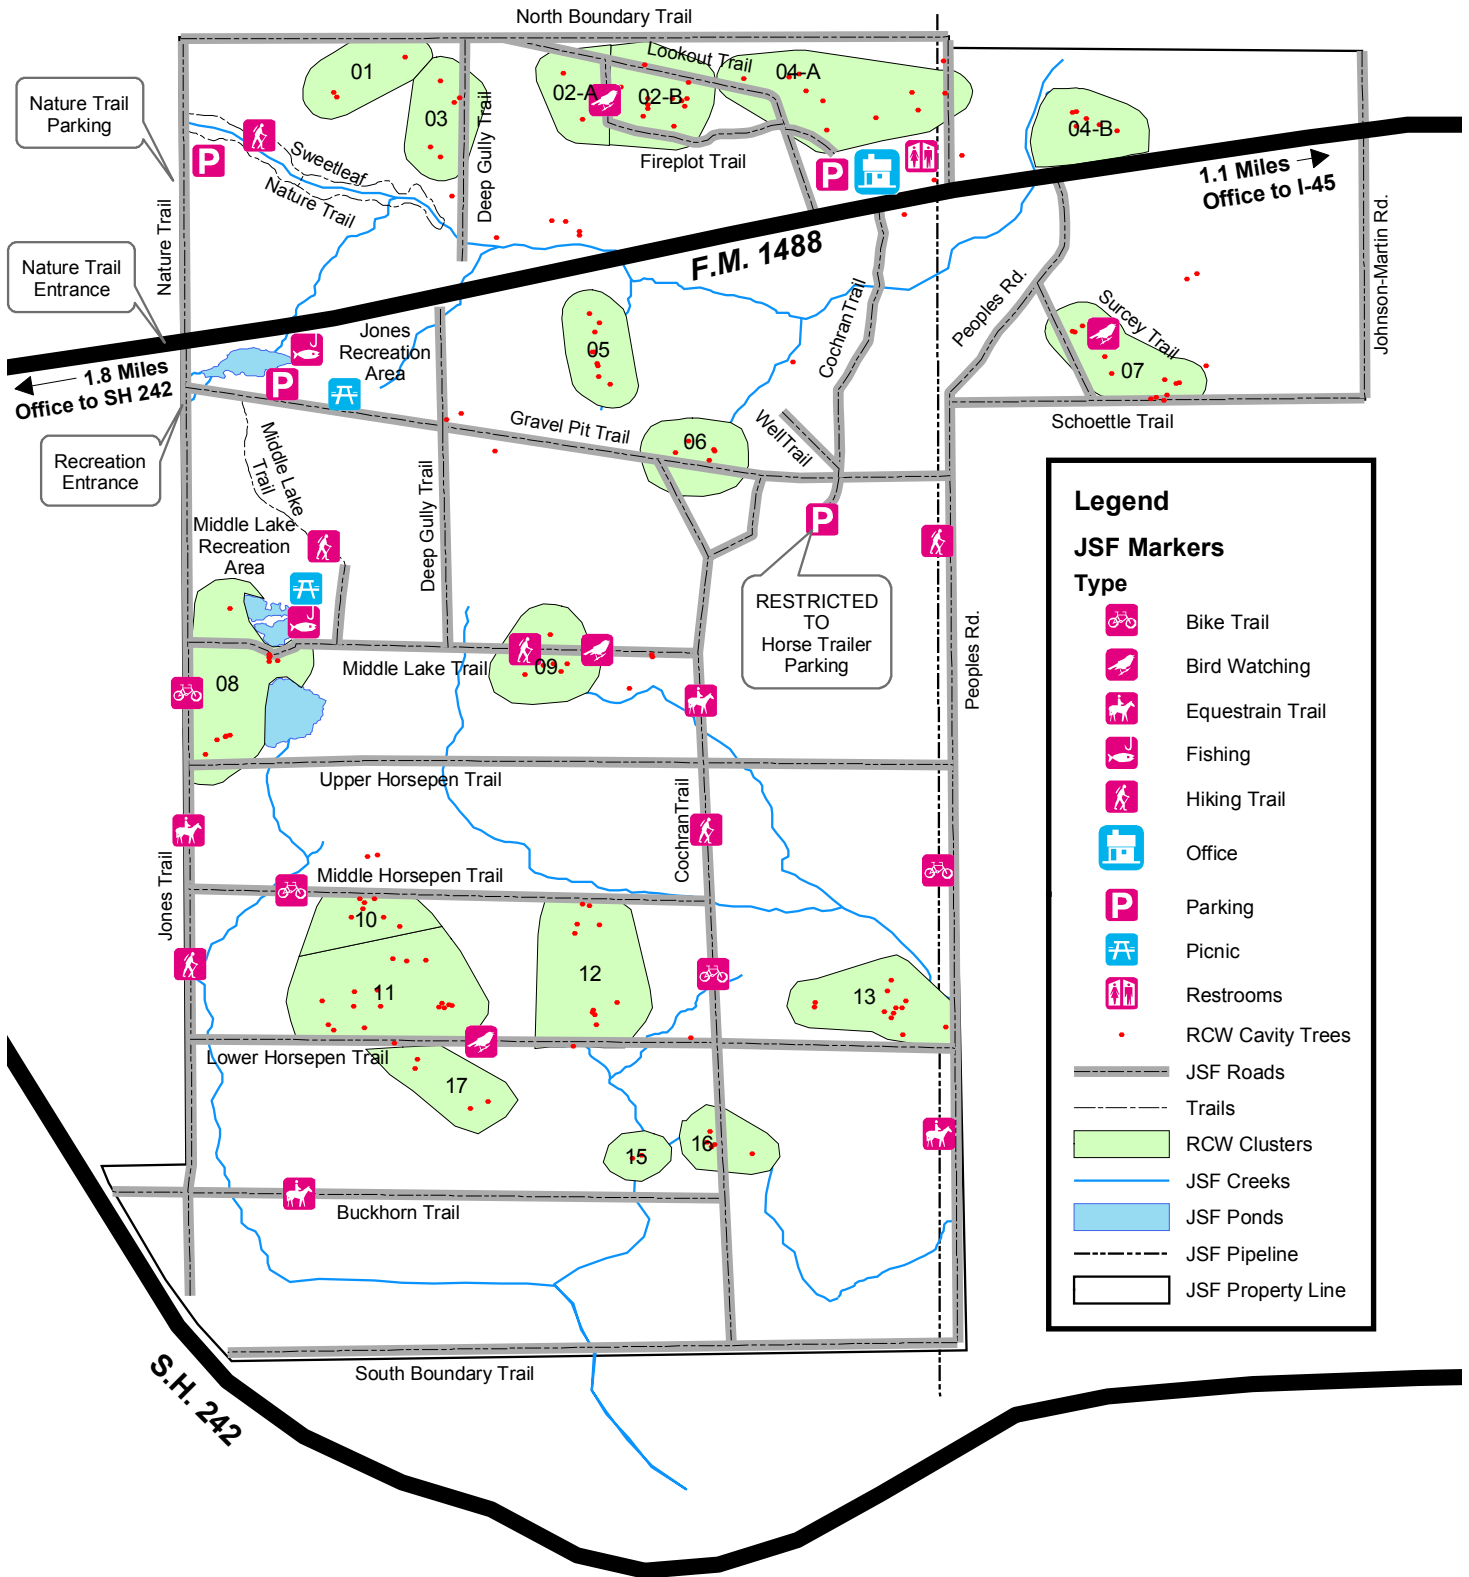 North Boundary Trail
Lookout Trail
01
04-A
02-A
02-B
03
04-B
Nature Trail
Parking
P
Sweetleaf
Nature Trail
Deep Gully Trail
Fireplot Trail
P
1.1 Miles
Office to I-45
Nature Trail
F.M. 1488
Johnson-Martin Rd.
Nature Trail
Entrance
Jones
Recreation
Area
CochranTrail
Peoples Rd.
Surcey Trail
05
07
1.8 Miles
Office to SH 242
P
Schoettle Trail
Gravel Pit Trail
06
WellTrail
Recreation
Entrance
Middle Lake
Trail
Middle Lake
Recreation
Area
Deep Gully Trail
P
RESTRICTED
TO
Horse Trailer
Parking
Peoples Rd.
Middle Lake Trail
09
08
Upper Horsepen Trail
CochranTrail
Jones Trail
Middle Horsepen Trail
10
11
12
13
Lower Horsepen Trail
17
15
16
Buckhorn Trail
South Boundary Trail
S.H. 242
Legend
JSF Markers
Type
Bike Trail
Bird Watching
Equestrain Trail
Fishing
Hiking Trail
Office
P
Parking
Picnic
Restrooms
RCW Cavity Trees
JSF Roads
Trails
RCW Clusters
JSF Creeks
JSF Ponds
JSF Pipeline
JSF Property Line